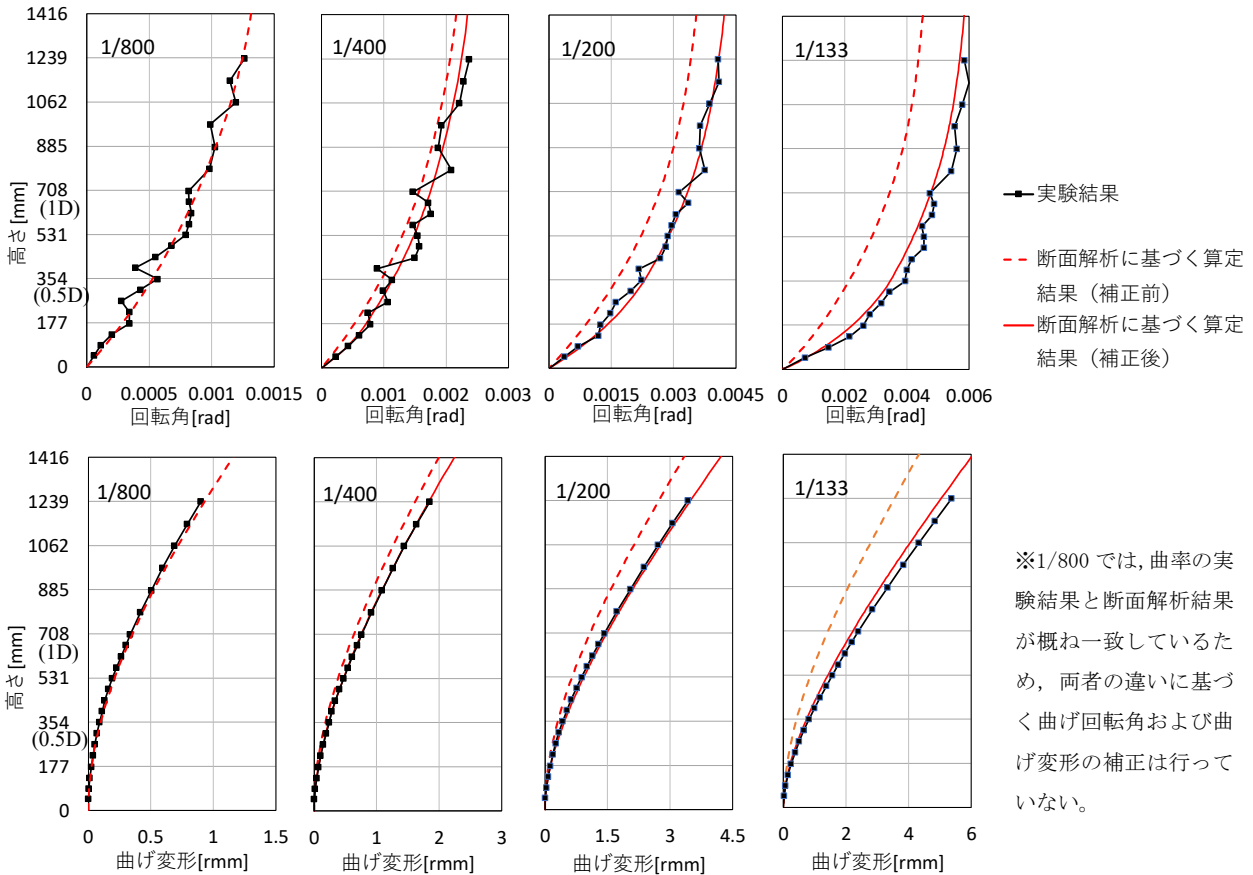 1416
1239
1062
885
708
(1D)
531
354
(0.5D)
177
0
高さ[mm]
1/800
0 0.0005 0.001 0.0015
回転角[rad]
1/400
0 0.001 0.002 0.003
回転角[rad]
1/200
0 0.0015 0.003 0.0045
回転角[rad]
1/133
0 0.002 0.004 0.006
回転角[rad]
実験結果
断面解析に基づく算定
結果（補正前）
断面解析に基づく算定
結果（補正後）
1416
1239
1062
885
708
(1D)
531
354
(0.5D)
177
0
高さ[mm]
1/800
0 0.5 1 1.5
曲げ変形[rmm]
1/400
0 1 2 3
曲げ変形[rmm]
1/200
0 1.5 3 4.5
曲げ変形[rmm]
1/133
0 2 4 6
曲げ変形[rmm]
※1/800 では, 曲率の実
験結果と断面解析結果
が概ね一致しているた
め，両者の違いに基づ
く曲げ回転角および曲
げ変形の補正は行って
いない。